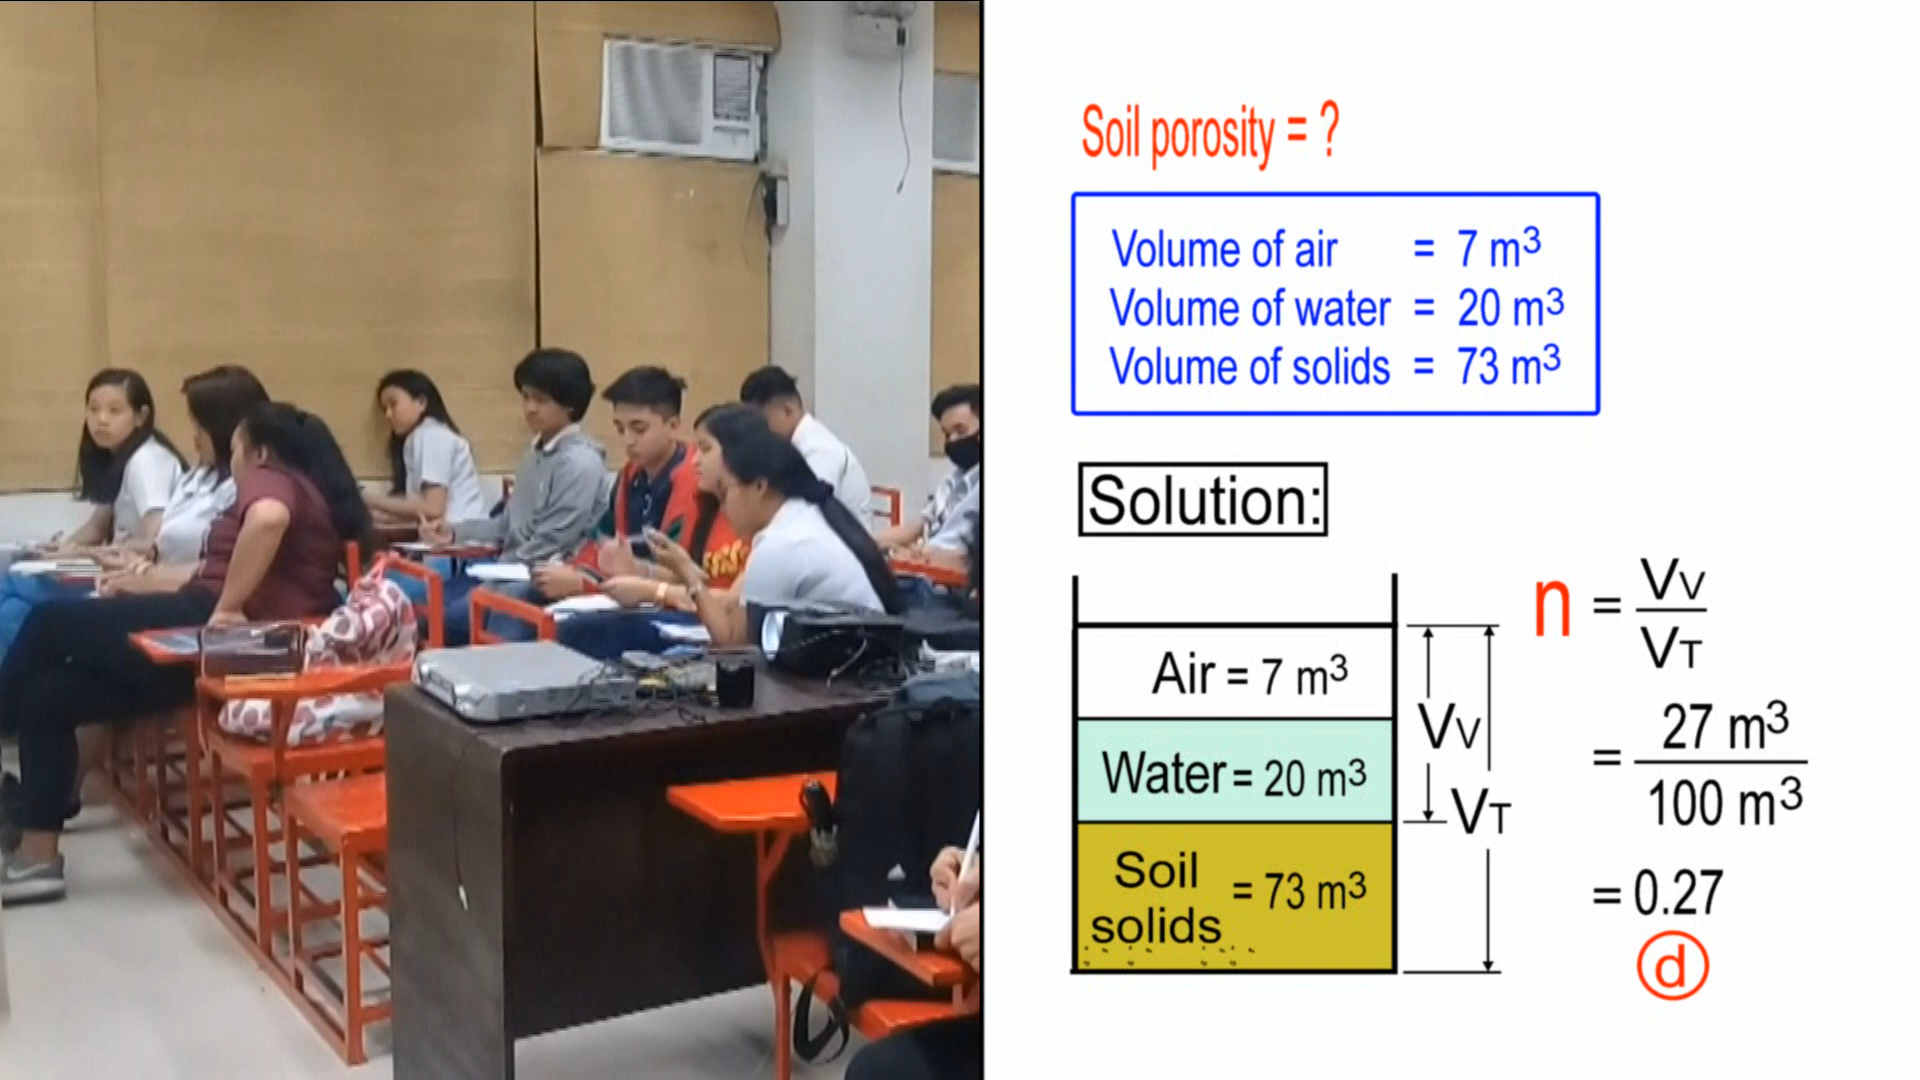 Soil porosity = ?
Volume of air = 7 m³
Volume of water = 20 m³
Volume of solids = 73 m³
Solution:
Air = 7 m³
Water = 20 m³
Soil solids = 73 m³
Vv
VT
n = Vv / VT
= 27 m³ / 100 m³
= 0.27
d